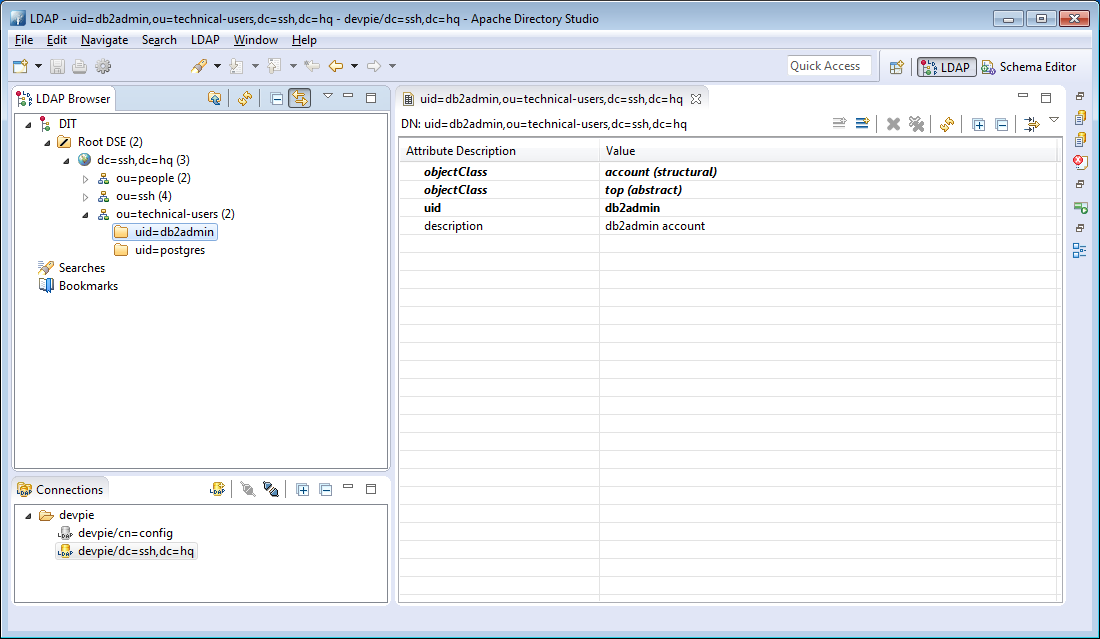 LDAP - uid=db2admin,ou=technical-users,dc=ssh,dc=hq - devpie/dc=ssh,dc=hq - Apache Directory Studio
File Edit Navigate Search LDAP Window Help
Quick Access
LDAP
Schema Editor
LDAP Browser
DIT
Root DSE (2)
dc=ssh,dc=hq (3)
ou=people (2)
ou=ssh (4)
ou=technical-users (2)
uid=db2admin
uid=postgres
Searches
Bookmarks
Connections
devpie
devpie/cn=config
devpie/dc=ssh,dc=hq
uid=db2admin,ou=technical-users,dc=ssh,dc=hq
DN: uid=db2admin,ou=technical-users,dc=ssh,dc=hq
Attribute Description Value
objectClass account (structural)
objectClass top (abstract)
uid db2admin
description db2admin account